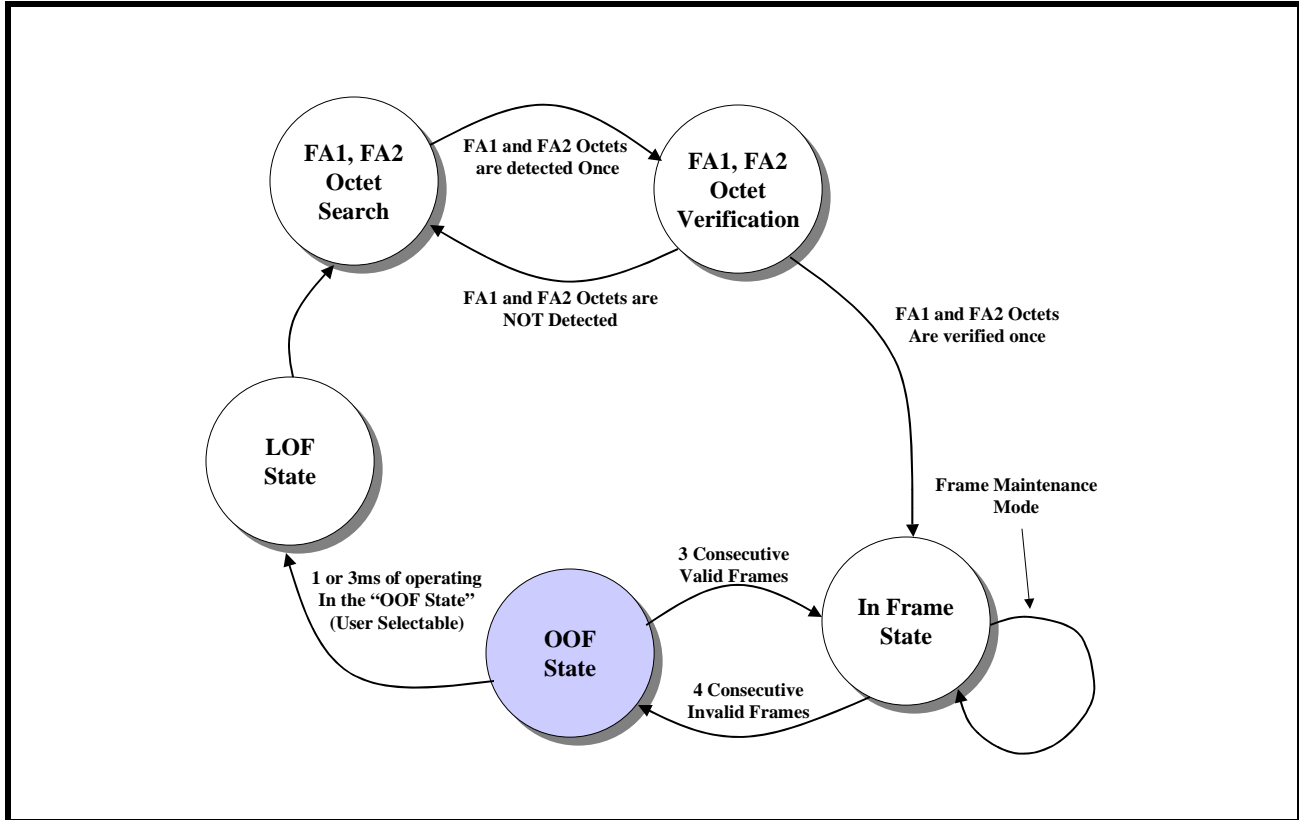 FA1, FA2
Octet
Search
FA1 and FA2 Octets
are detected Once
FA1, FA2
Octet
Verification
FA1 and FA2 Octets are
NOT Detected
FA1 and FA2 Octets
Are verified once
LOF
State
Frame Maintenance
Mode
1 or 3ms of operating
In the “OOF State”
(User Selectable)
3 Consecutive
Valid Frames
OOF
State
In Frame
State
4 Consecutive
Invalid Frames